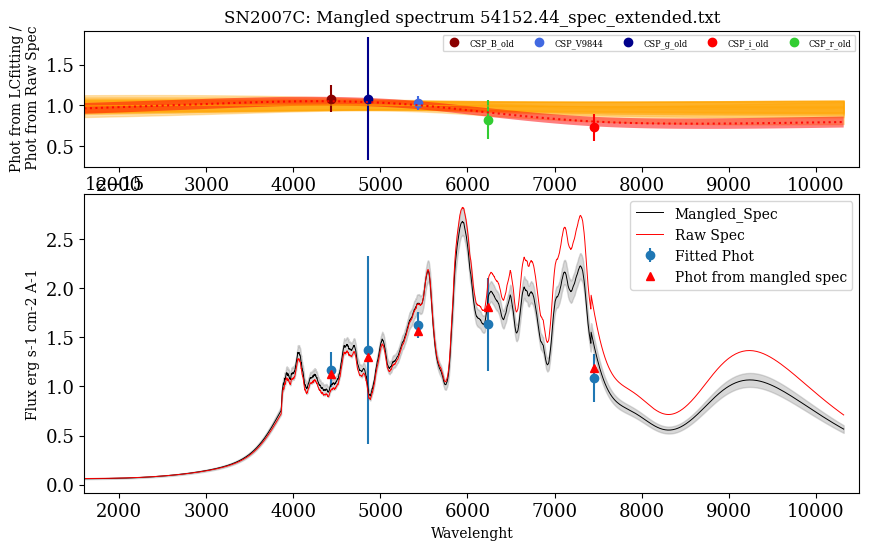 SN2007C: Mangled spectrum 54152.44_spec_extended.txt
Phot from LCfitting /
Phot from Raw Spec
CSP_B_old CSP_V9844 CSP_g_old CSP_i_old CSP_r_old
1.5
1.0
0.5
2000 3000 4000 5000 6000 7000 8000 9000 10000
1e−15
Flux erg s-1 cm-2 A-1
Mangled_Spec
Raw Spec
Fitted Phot
Phot from mangled spec
2.5
2.0
1.5
1.0
0.5
0.0
2000 3000 4000 5000 6000 7000 8000 9000 10000
Wavelenght